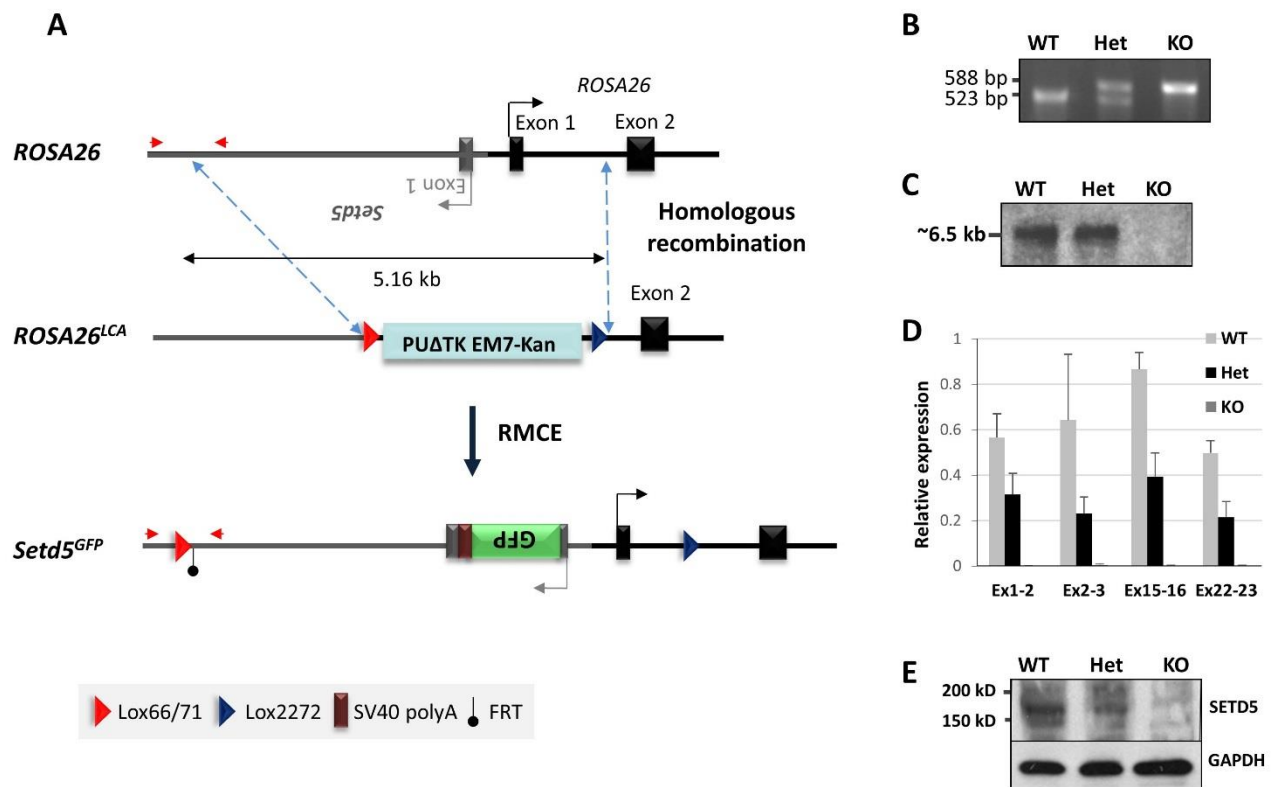 A
ROSA26
Exon 1
Exon 2
ROSA26
Exon 1
Setd5
Homologous
recombination
5.16 kb
Exon 2
ROSA26LCA
PUΔTK EM7-Kan
RMCE
Setd5GFP
GFP
Lox66/71
Lox2272
SV40 polyA
FRT
B
WT Het KO
588 bp
523 bp
C
WT Het KO
~6.5 kb
D
Relative expression
1
0.8
0.6
0.4
0.2
0
WT
Het
KO
Ex1-2 Ex2-3 Ex15-16 Ex22-23
E
WT Het KO
200 kD
150 kD
SETD5
GAPDH